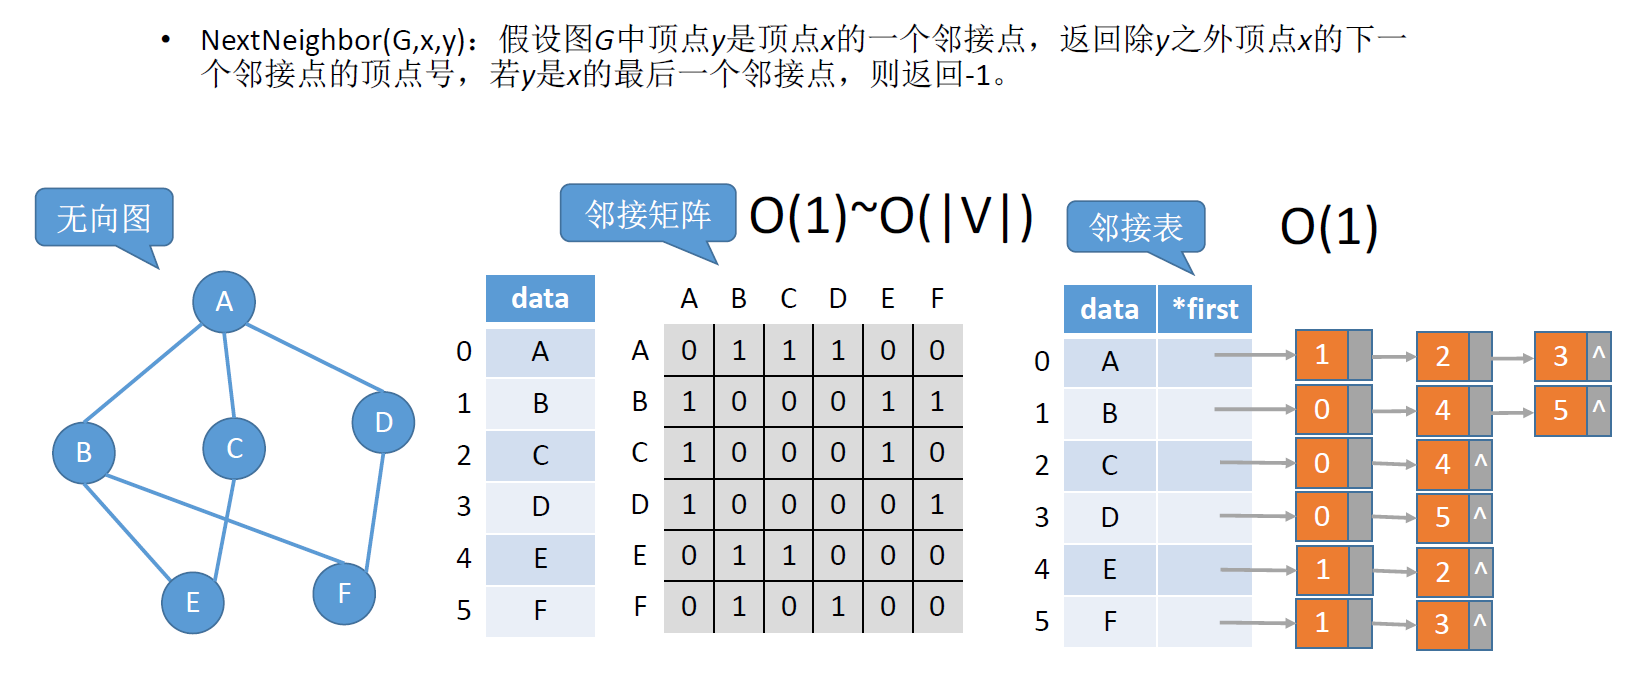 • NextNeighbor(G,x,y)：假设图G中顶点y是顶点x的一个邻接点，返回除y之外顶点x的下一
个邻接点的顶点号，若y是x的最后一个邻接点，则返回-1。
无向图
A
B
C
D
E
F
邻接矩阵 O(1)~O(|V|)
data
0 A
1 B
2 C
3 D
4 E
5 F
A B C D E F
A 0 1 1 1 0 0
B 1 0 0 0 1 1
C 1 0 0 0 1 0
D 1 0 0 0 0 1
E 0 1 1 0 0 0
F 0 1 0 1 0 0
邻接表 O(1)
data *first
0 A 1 2 3 ^
1 B 0 4 5 ^
2 C 0 4 ^
3 D 0 5 ^
4 E 1 2 ^
5 F 1 3 ^